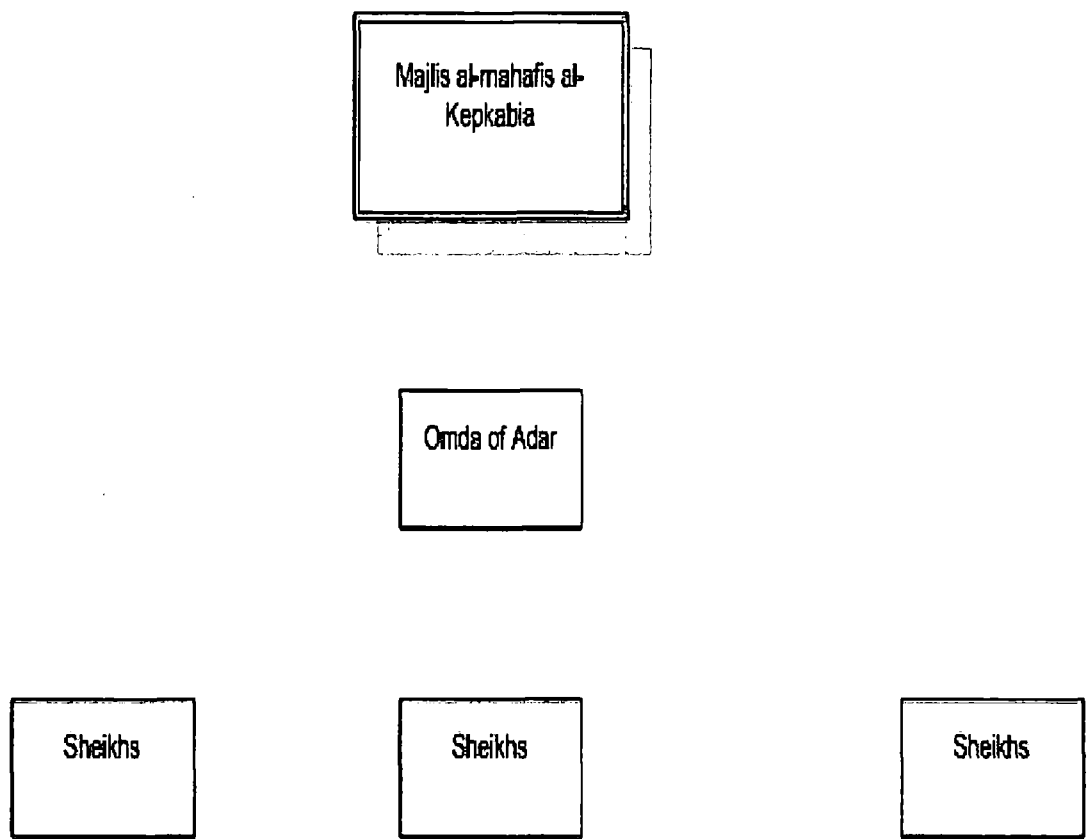 Majlis al-mahafis al-
Kepkabia
Omda of Adar
Sheikhs
Sheikhs
Sheikhs